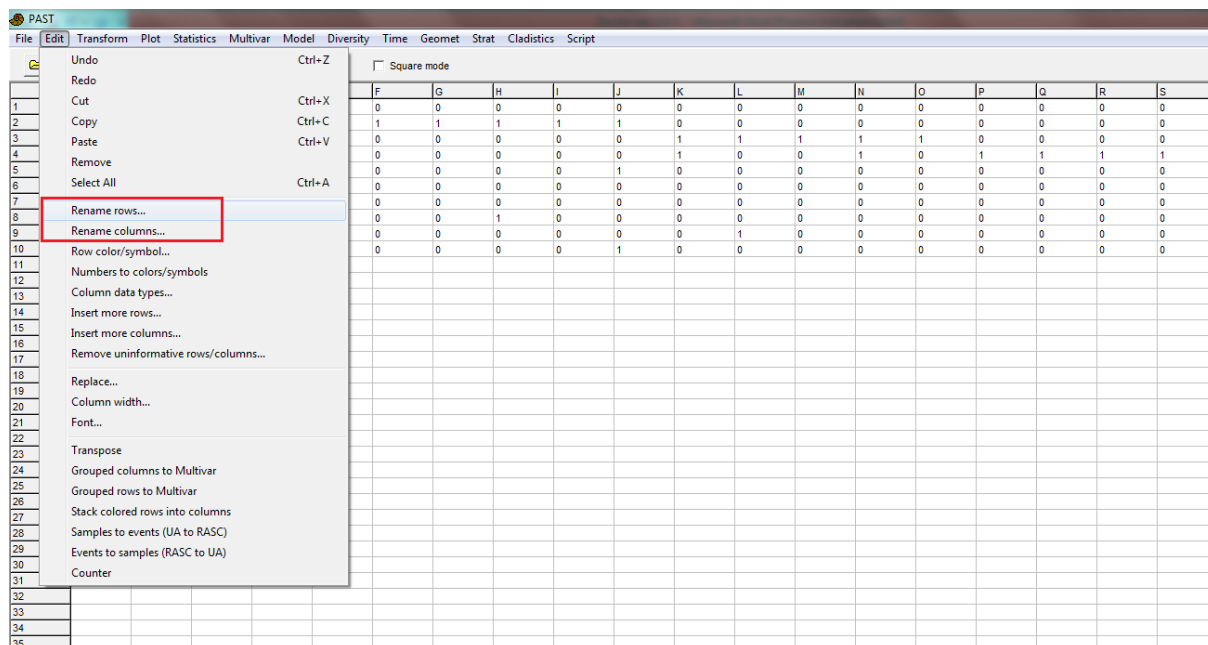 PAST
File Edit Transform Plot Statistics Multivar Model Diversity Time Geomet Strat Cladistics Script
Undo Ctrl+Z
Square mode
Redo
F G H I J K L M N O P Q R S
Cut Ctrl+X
1 0 0 0 0 0 0 0 0 0 0 0 0 0 0
Copy Ctrl+C
2 1 1 1 1 1 0 0 0 0 0 0 0 0 0
Paste Ctrl+V
3 0 0 0 0 0 1 1 1 1 1 0 0 0 0
Remove
4 0 0 0 0 0 1 0 0 1 0 1 1 1 1
5 0 0 0 0 1 0 0 0 0 0 0 0 0 0
Select All Ctrl+A
6 0 0 0 0 0 0 0 0 0 0 0 0 0 0
7 0 0 0 0 0 0 0 0 0 0 0 0 0 0
Rename rows...
8 0 0 1 0 0 0 0 0 0 0 0 0 0 0
Rename columns...
9 0 0 0 0 0 0 1 0 0 0 0 0 0 0
Row color/symbol...
10 0 0 0 0 1 0 0 0 0 0 0 0 0 0
11
Numbers to colors/symbols
12
Column data types...
13
Insert more rows...
14
15
Insert more columns...
16
Remove uninformative rows/columns...
17
18
Replace...
19
Column width...
20
Font...
21
22
Transpose
23
Grouped columns to Multivar
24
Grouped rows to Multivar
25
26
Stack colored rows into columns
27
Samples to events (UA to RASC)
28
Events to samples (RASC to UA)
29
30
Counter
31
32
33
34
35